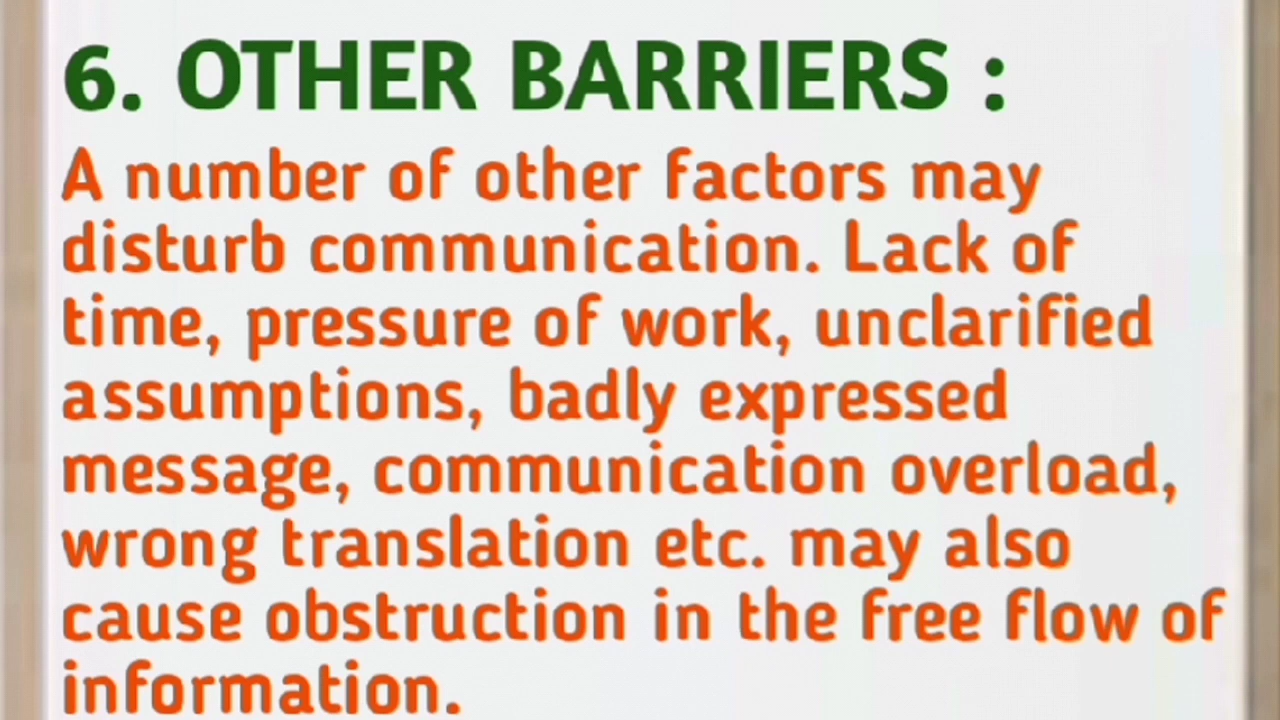 6. OTHER BARRIERS :
A number of other factors may
disturb communication. Lack of
time, pressure of work, unclarified
assumptions, badly expressed
message, communication overload,
wrong translation etc. may also
cause obstruction in the free flow of
information.